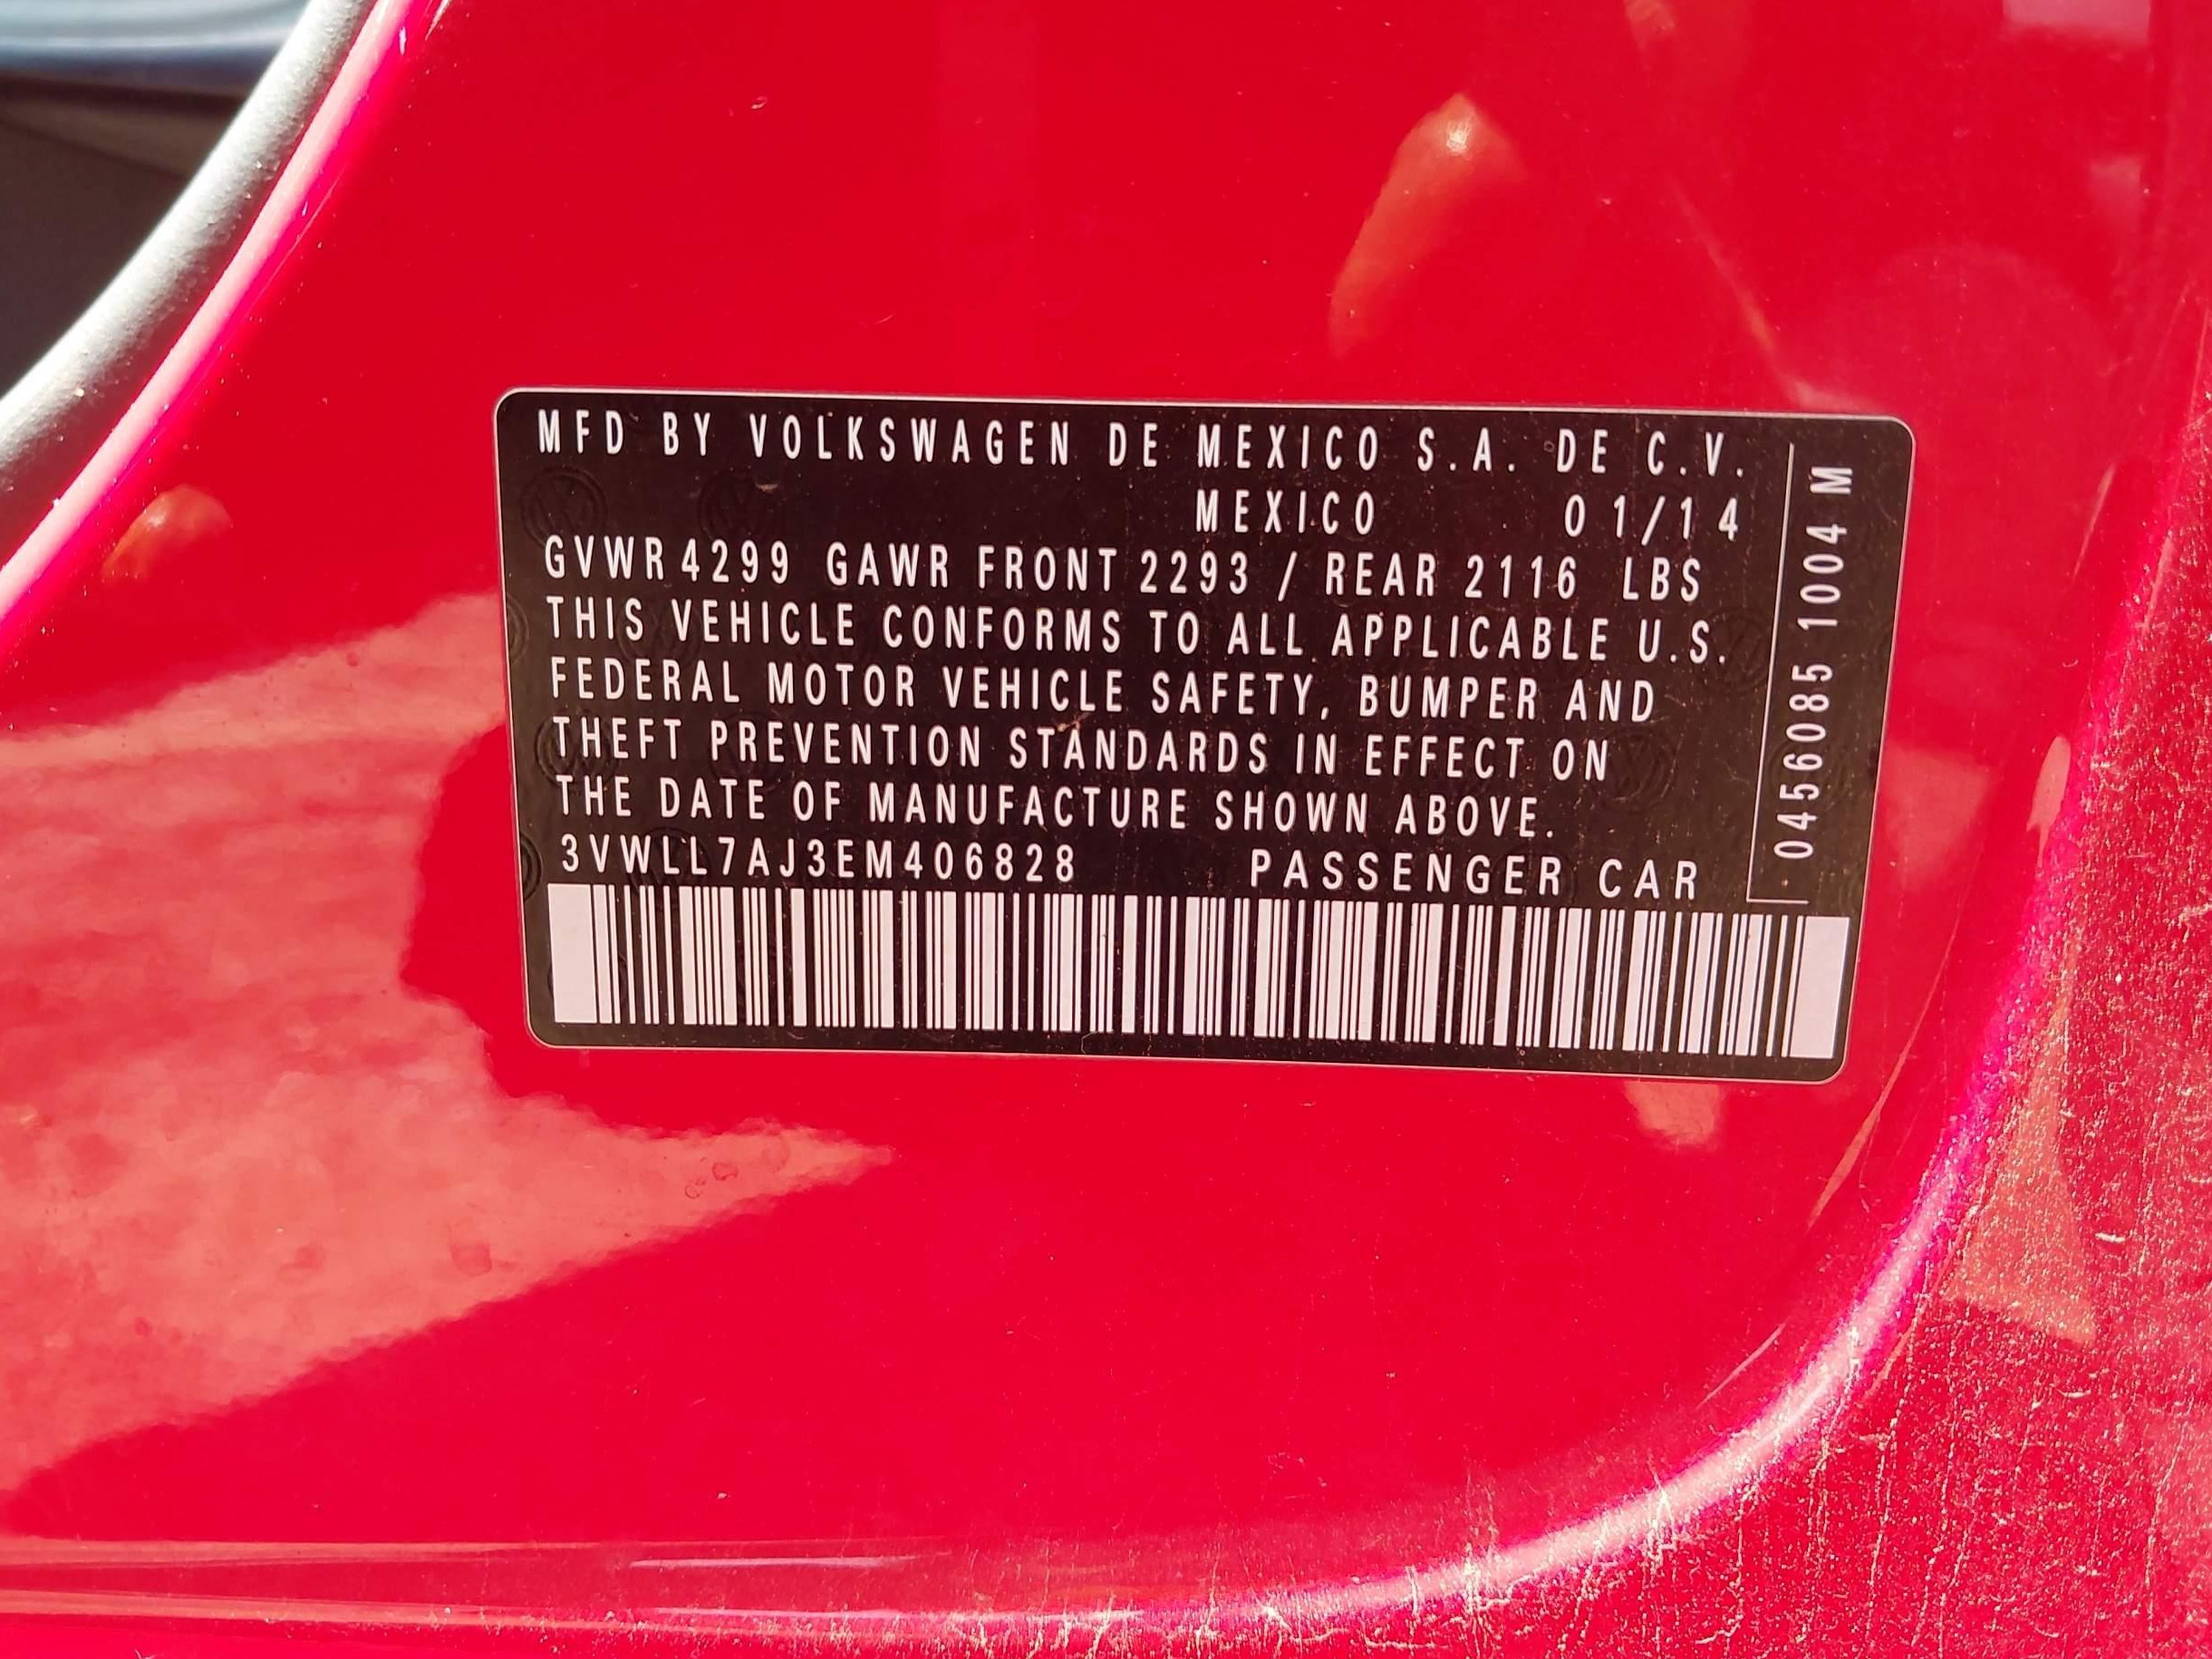 MFD BY VOLKSWAGEN DE MEXICO S.A. DE C.V.
MEXICO 01/14
GVWR 4299 GAWR FRONT 2293 / REAR 2116 LBS
THIS VEHICLE CONFORMS TO ALL APPLICABLE U.S.
FEDERAL MOTOR VEHICLE SAFETY, BUMPER AND
THEFT PREVENTION STANDARDS IN EFFECT ON
THE DATE OF MANUFACTURE SHOWN ABOVE.
3VWLL7AJ3EM406828 PASSENGER CAR
0456085 1004 M